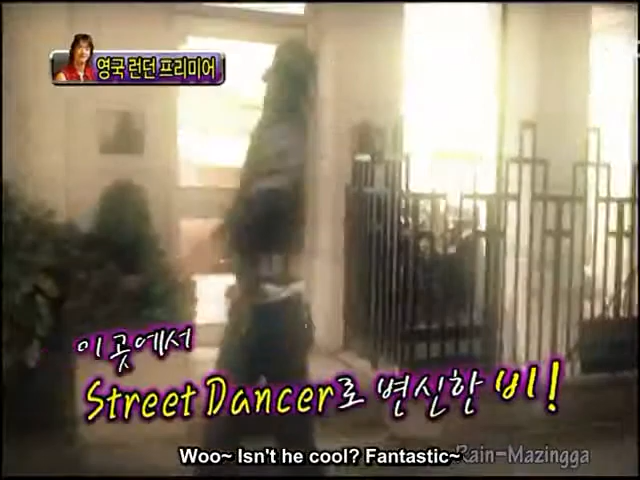 영국 런던 프리미어
이 곳에서
Street Dancer로 변신한 비!
Woo~ Isn't he cool? Fantastic~
Rain-Mazingga